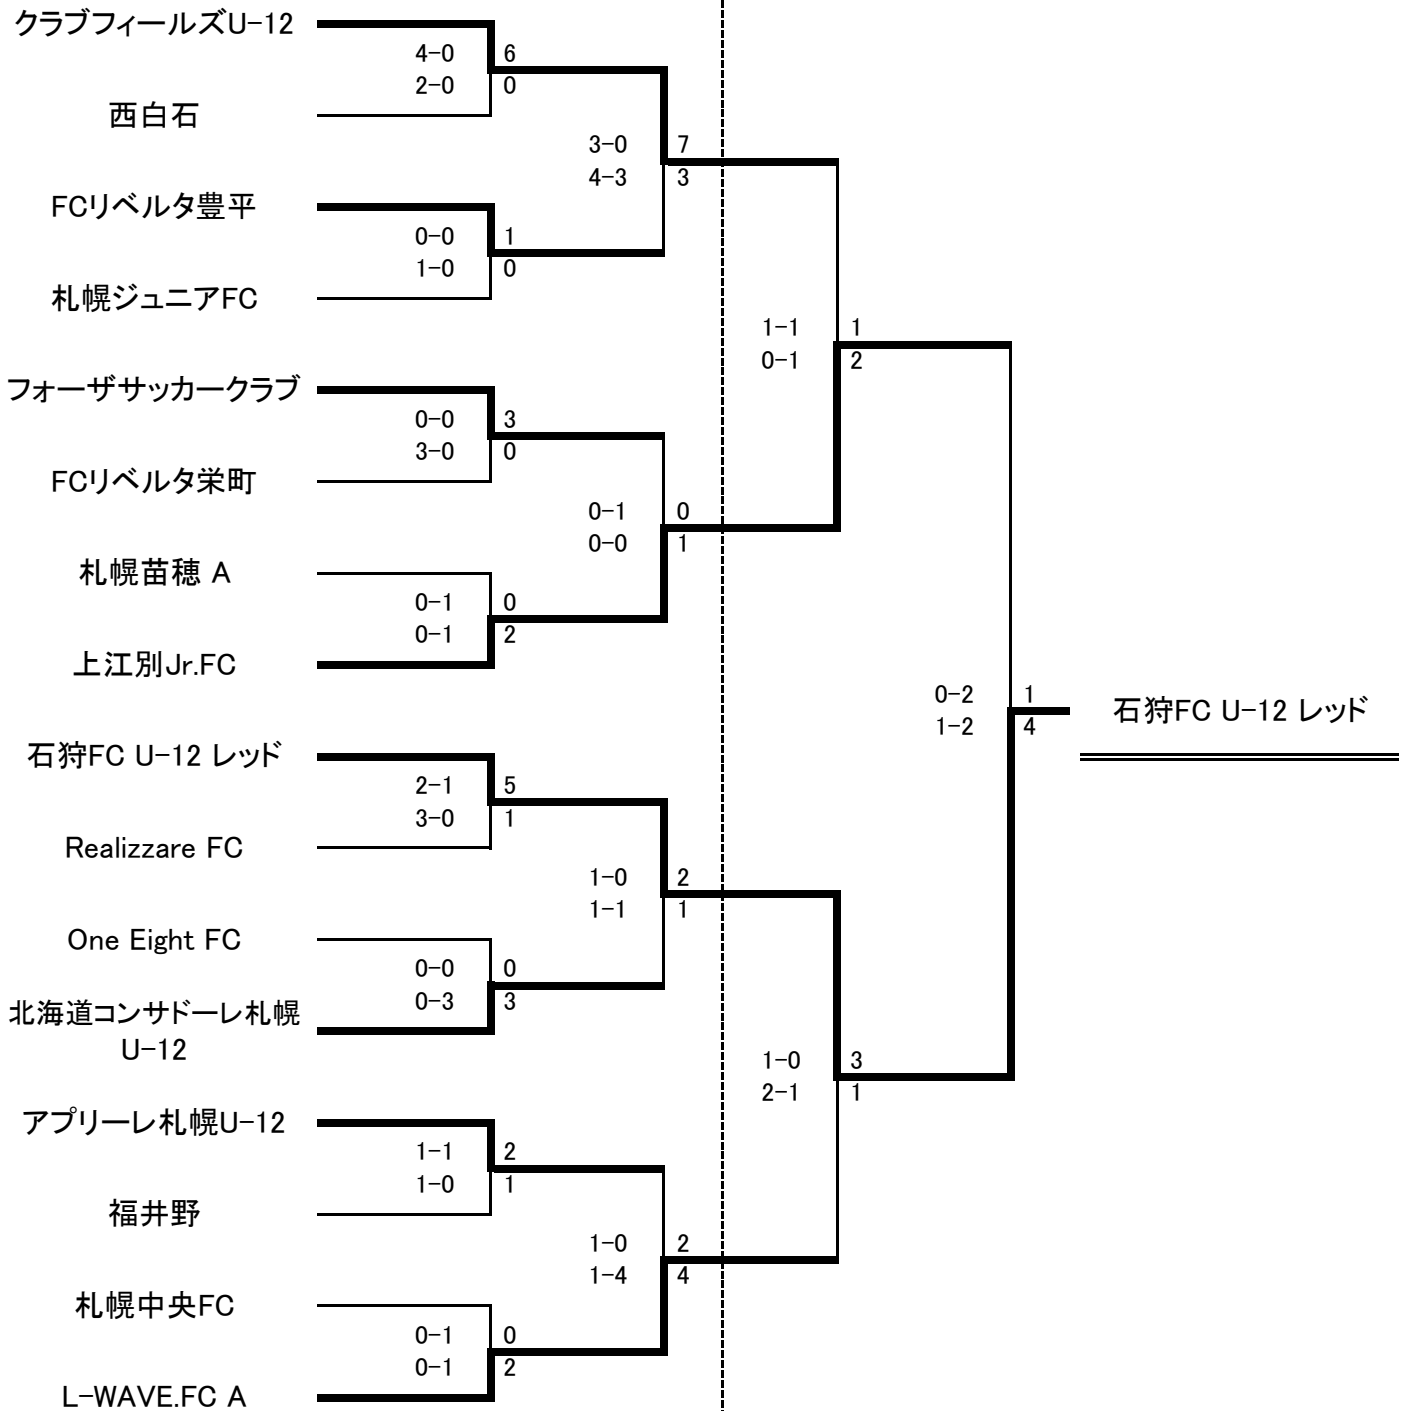 クラブフィールズU-12
4-0 6
2-0 0
西白石
3-0 7
4-3 3
FCリベルタ豊平
0-0 1
1-0 0
札幌ジュニアFC
1-1 1
0-1 2
フォーザサッカークラブ
0-0 3
3-0 0
FCリベルタ栄町
0-1 0
0-0 1
札幌苗穂 A
0-1 0
0-1 2
上江別Jr.FC
0-2 1
1-2 4
石狩FC U-12 レッド
石狩FC U-12 レッド
2-1 5
3-0 1
Realizzare FC
1-0 2
1-1 1
One Eight FC
0-0 0
0-3 3
北海道コンサドーレ札幌
U-12
1-0 3
2-1 1
アプリーレ札幌U-12
1-1 2
1-0 1
福井野
1-0 2
1-4 4
札幌中央FC
0-1 0
0-1 2
L-WAVE.FC A